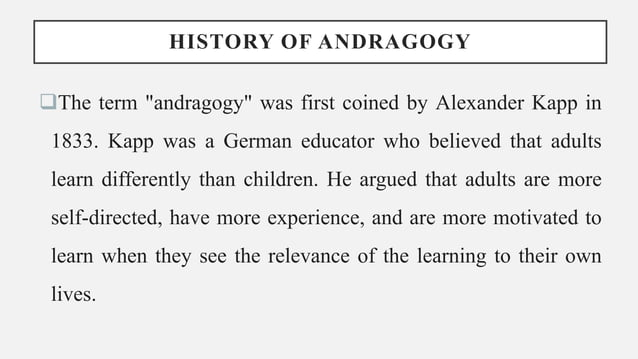 HISTORY OF ANDRAGOGY
❑The term "andragogy" was first coined by Alexander Kapp in
1833. Kapp was a German educator who believed that adults
learn differently than children. He argued that adults are more
self-directed, have more experience, and are more motivated to
learn when they see the relevance of the learning to their own
lives.